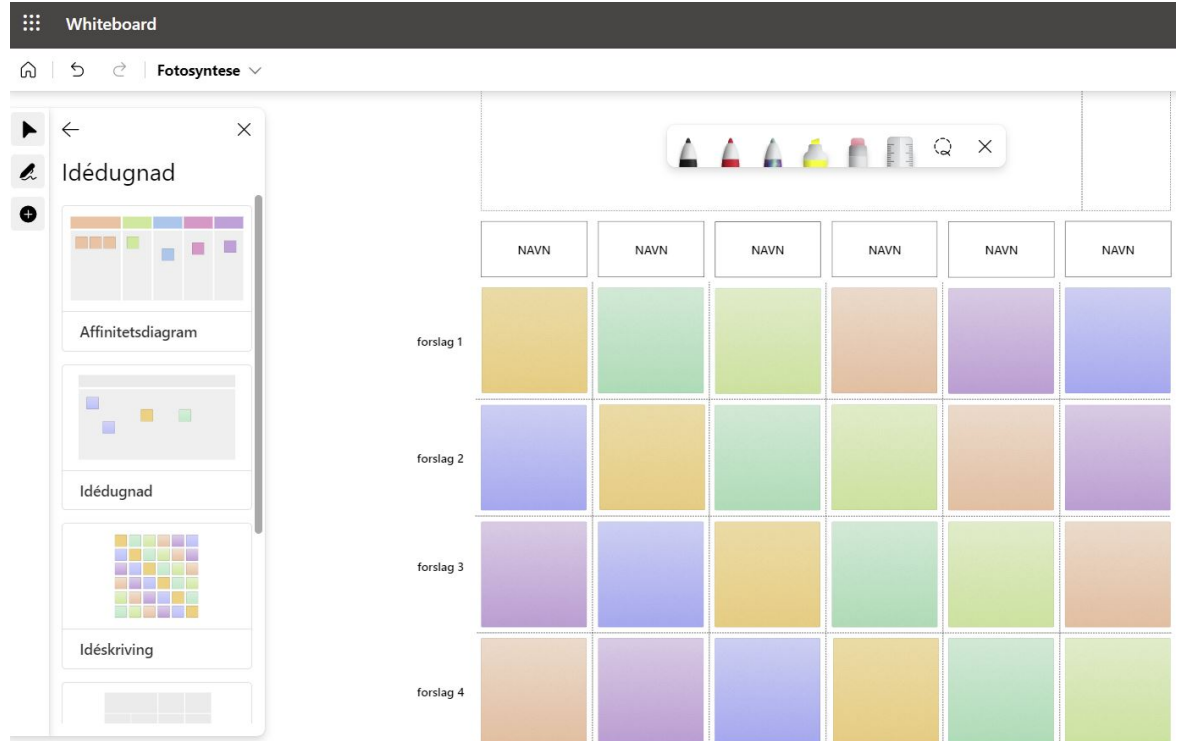 Whiteboard
Fotosyntese
Idédugnad
Affinitetsdiagram
Idédugnad
Idéskriving
NAVN NAVN NAVN NAVN NAVN NAVN
forslag 1
forslag 2
forslag 3
forslag 4